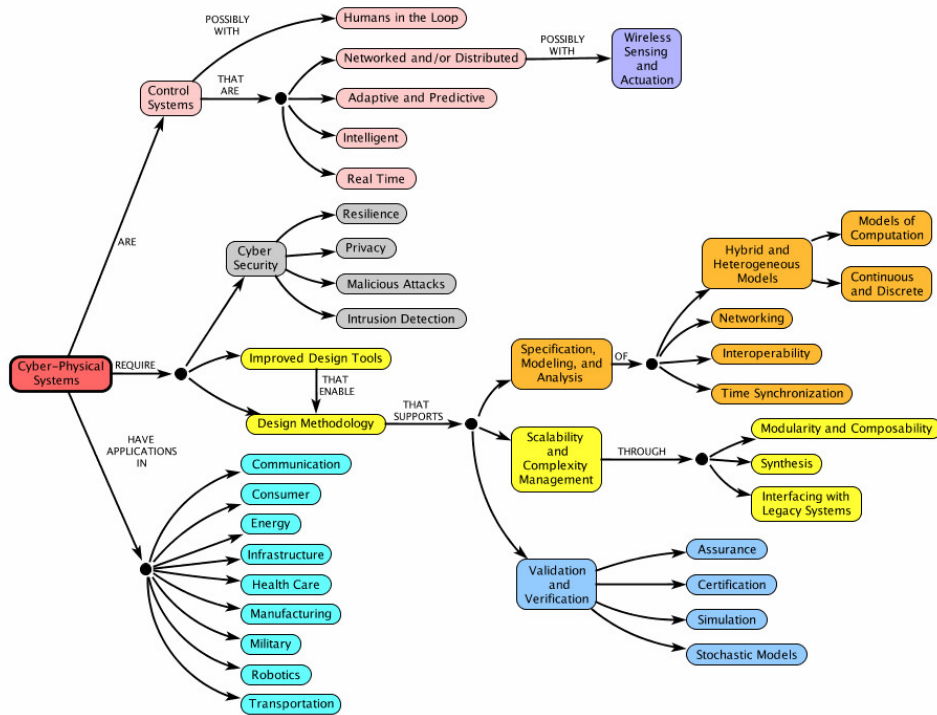 POSSIBLY
WITH
Humans in the Loop
Control
Systems
THAT
ARE
Networked and/or Distributed
POSSIBLY
WITH
Wireless
Sensing
and
Actuation
Adaptive and Predictive
Intelligent
Real Time
ARE
Cyber-Physical
Systems
REQUIRE
Cyber
Security
Resilience
Privacy
Malicious Attacks
Intrusion Detection
Improved Design Tools
THAT
ENABLE
Design Methodology
THAT
SUPPORTS
Specification,
Modeling, and
Analysis
OF
Hybrid and
Heterogeneous
Models
Models of
Computation
Continuous
and Discrete
Networking
Interoperability
Time Synchronization
Scalability
and
Complexity
Management
THROUGH
Modularity and Composability
Synthesis
Interfacing with
Legacy Systems
Validation
and
Verification
Assurance
Certification
Simulation
Stochastic Models
HAVE
APPLICATIONS
IN
Communication
Consumer
Energy
Infrastructure
Health Care
Manufacturing
Military
Robotics
Transportation